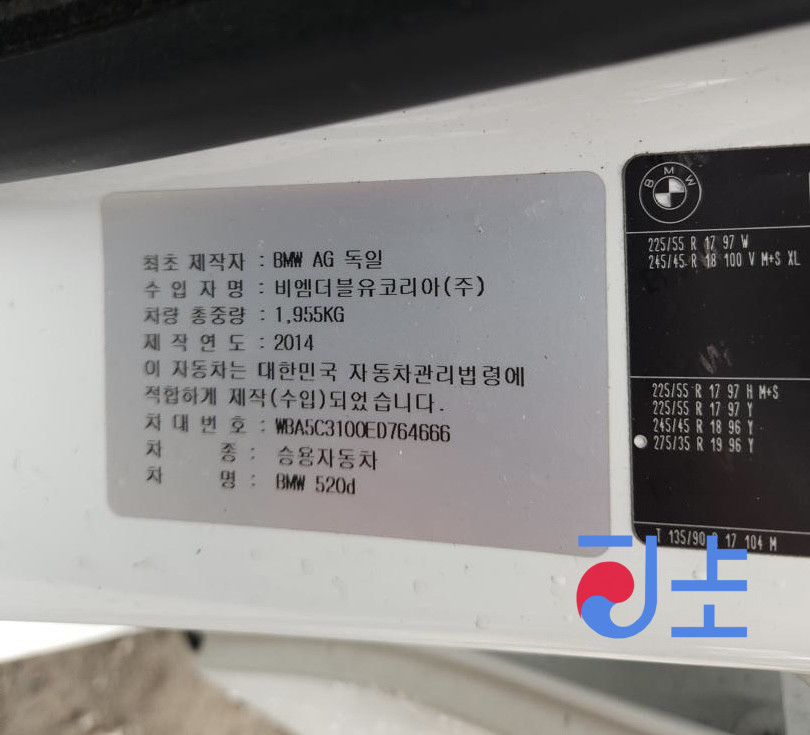 최초 제작자 : BMW AG 독일
수 입 자 명 : 비엠더블유코리아(주)
차량 총중량 : 1,955KG
제 작 연 도 : 2014
이 자동차는 대한민국 자동차관리법령에
적합하게 제작(수입)되었습니다.
차 대 번 호 : WBA5C3100ED764666
차 종 : 승용자동차
차 명 : BMW 520d
BMW
225/55 R 17 97 W
245/45 R 18 100 V M+S XL
225/55 R 17 97 H M+S
225/55 R 17 97 Y
245/45 R 18 96 Y
275/35 R 19 96 Y
T 135/90 R 17 104 M